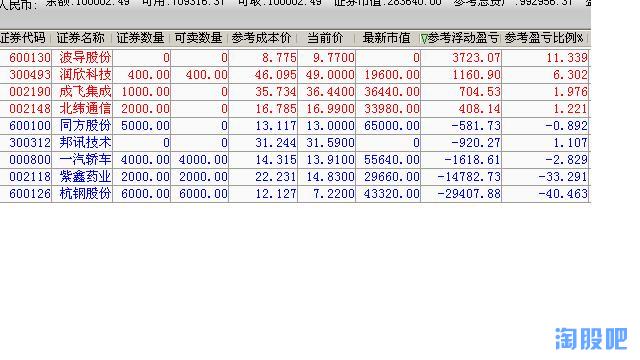 人民币: 余额:100002.49 可用:109316.31 可取:100002.49 证券市值:283640.00 参考总资产:992956.31
证券代码 证券名称 证券数量 可卖数量 参考成本价 当前价 最新市值 ▽参考浮动盈亏 参考盈亏比例%
600130 波导股份 0 0 8.775 9.7700 0 3723.07 11.339
300493 润欣科技 400.00 400.00 46.095 49.0000 19600.00 1160.90 6.302
002190 成飞集成 1000.00 0 35.734 36.4400 36440.00 704.53 1.976
002148 北纬通信 2000.00 0 16.785 16.9900 33980.00 408.14 1.221
600100 同方股份 5000.00 0 13.117 13.0000 65000.00 -581.73 -0.892
300312 邦讯技术 0 0 31.244 31.5900 0 -920.27 1.107
000800 一汽轿车 4000.00 4000.00 14.315 13.9100 55640.00 -1618.61 -2.829
002118 紫鑫药业 2000.00 2000.00 22.231 14.8300 29660.00 -14782.73 -33.291
600126 杭钢股份 6000.00 6000.00 12.127 7.2200 43320.00 -29407.88 -40.463
淘股吧